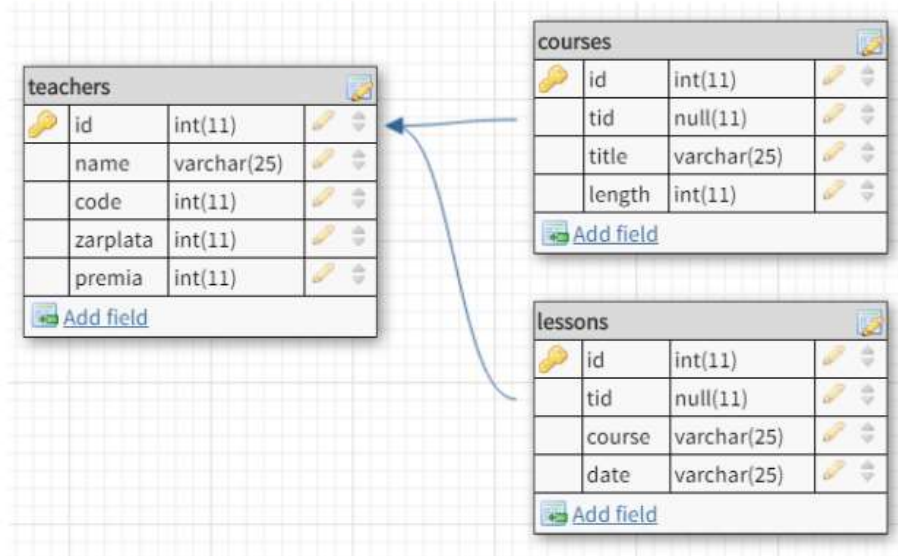 teachers
id int(11)
name varchar(25)
code int(11)
zarplata int(11)
premia int(11)
Add field
courses
id int(11)
tid null(11)
title varchar(25)
length int(11)
Add field
lessons
id int(11)
tid null(11)
course varchar(25)
date varchar(25)
Add field